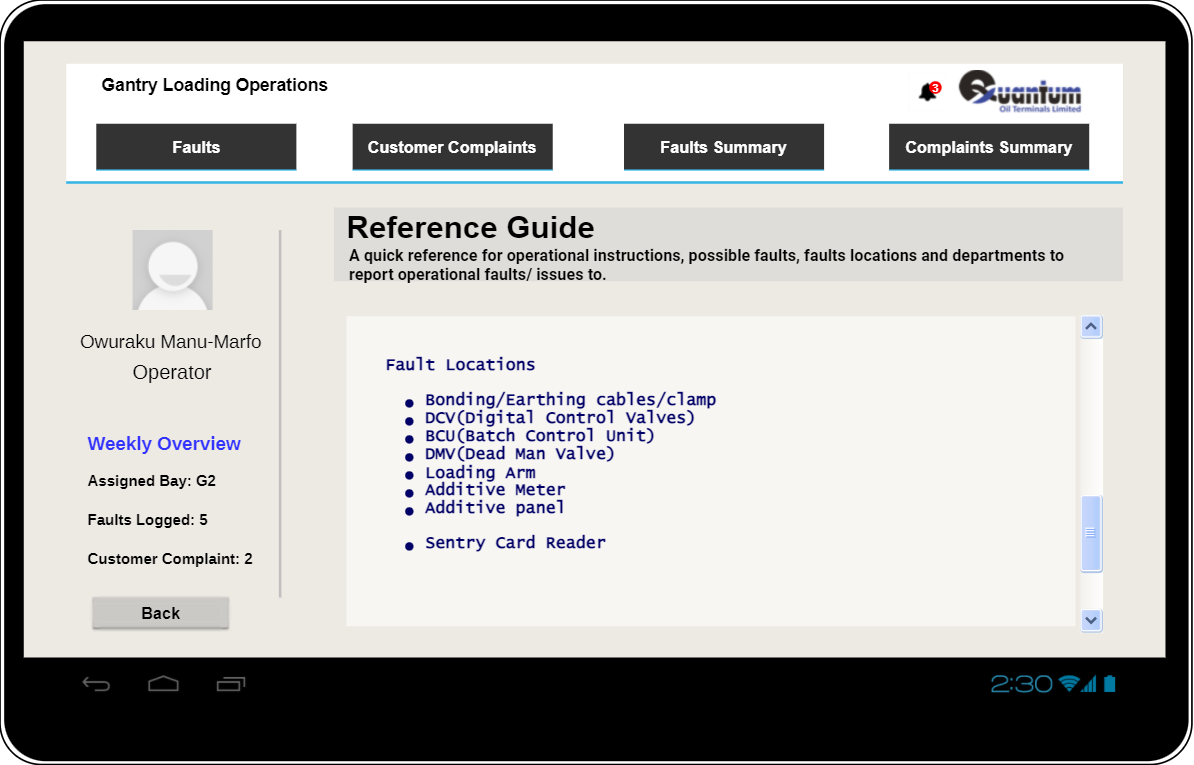 Gantry Loading Operations
3
Quantum
Oil Terminals Limited
Faults
Customer Complaints
Faults Summary
Complaints Summary
Owuraku Manu-Marfo
Operator
Weekly Overview
Assigned Bay: G2
Faults Logged: 5
Customer Complaint: 2
Back
Reference Guide
A quick reference for operational instructions, possible faults, faults locations and departments to
report operational faults/ issues to.
Fault Locations
● Bonding/Earthing cables/clamp
● DCV(Digital Control Valves)
● BCU(Batch Control Unit)
● DMV(Dead Man Valve)
● Loading Arm
● Additive Meter
● Additive panel
● Sentry Card Reader
2:30